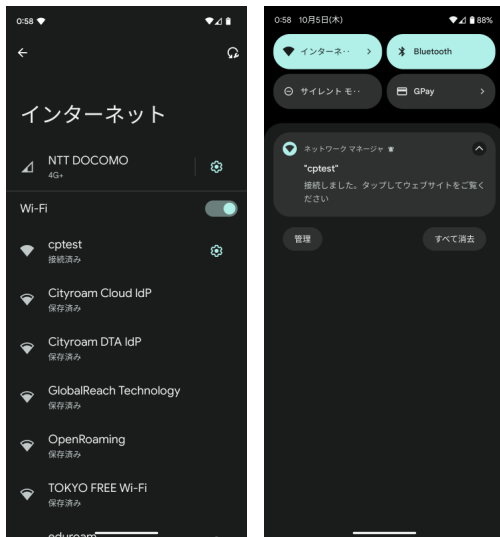 0:58
インターネット
NTT DOCOMO
4G+
Wi-Fi
cptest
接続済み
Cityroam Cloud IdP
保存済み
Cityroam DTA IdP
保存済み
GlobalReach Technology
保存済み
OpenRoaming
保存済み
TOKYO FREE Wi-Fi
保存済み
eduroam
0:58 10月5日(木) 88%
インターネ‥
Bluetooth
サイレント モ‥
GPay
ネットワーク マネージャ
"cptest"
接続しました。タップしてウェブサイトをご覧く
ださい
管理
すべて消去